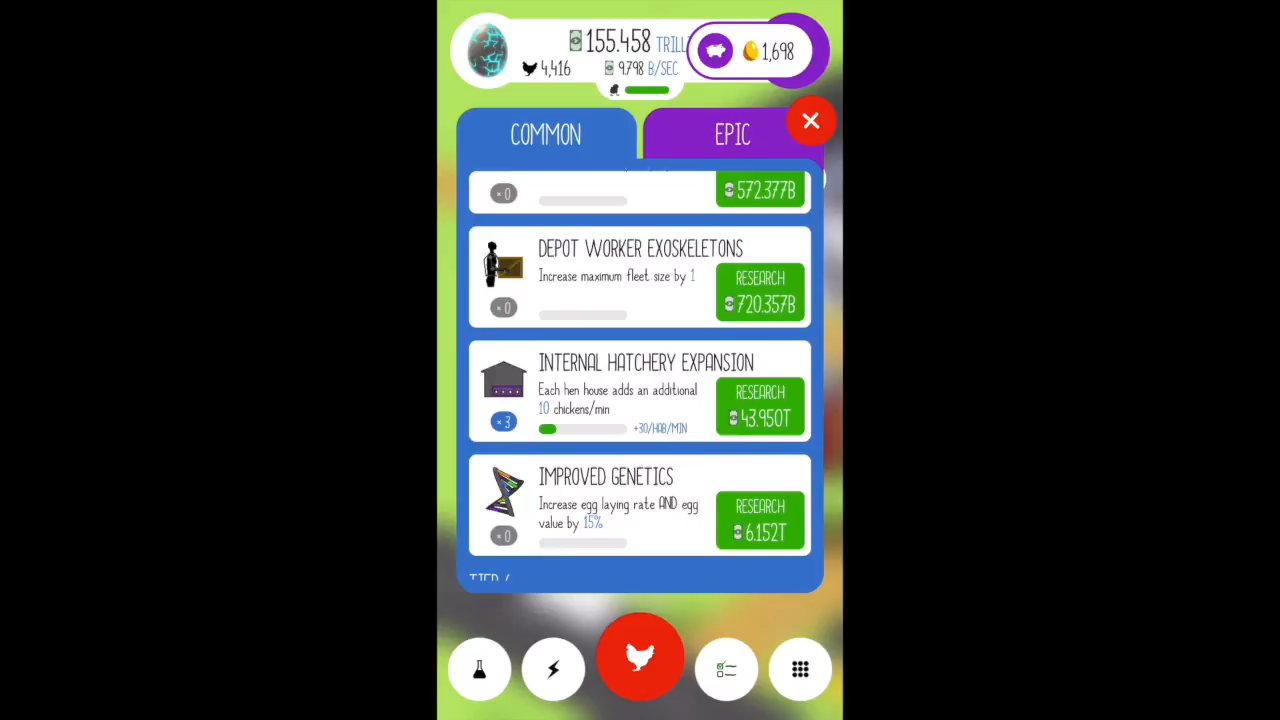 155.458 TRILL
1,698
4,416
9.798 B/SEC
COMMON
EPIC
× 0
572.377B
DEPOT WORKER EXOSKELETONS
Increase maximum fleet size by 1
RESEARCH
720.357B
× 0
INTERNAL HATCHERY EXPANSION
Each hen house adds an additional
10 chickens/min
RESEARCH
43.950T
× 3
+30/HAB/MIN
IMPROVED GENETICS
Increase egg laying rate AND egg
value by 15%
RESEARCH
6.152T
× 0